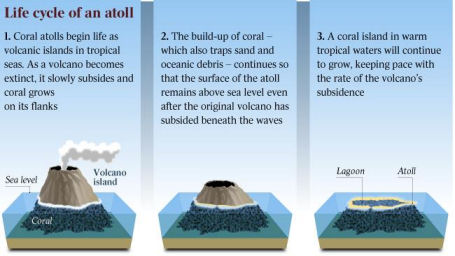 Life cycle of an atoll
1. Coral atolls begin life as
volcanic islands in tropical
seas. As a volcano becomes
extinct, it slowly subsides and
coral grows
on its flanks
2. The build-up of coral –
which also traps sand and
oceanic debris – continues so
that the surface of the atoll
remains above sea level even
after the original volcano has
subsided beneath the waves
3. A coral island in warm
tropical waters will continue
to grow, keeping pace with
the rate of the volcano's
subsidence
Sea level
Volcano
island
Coral
Lagoon
Atoll